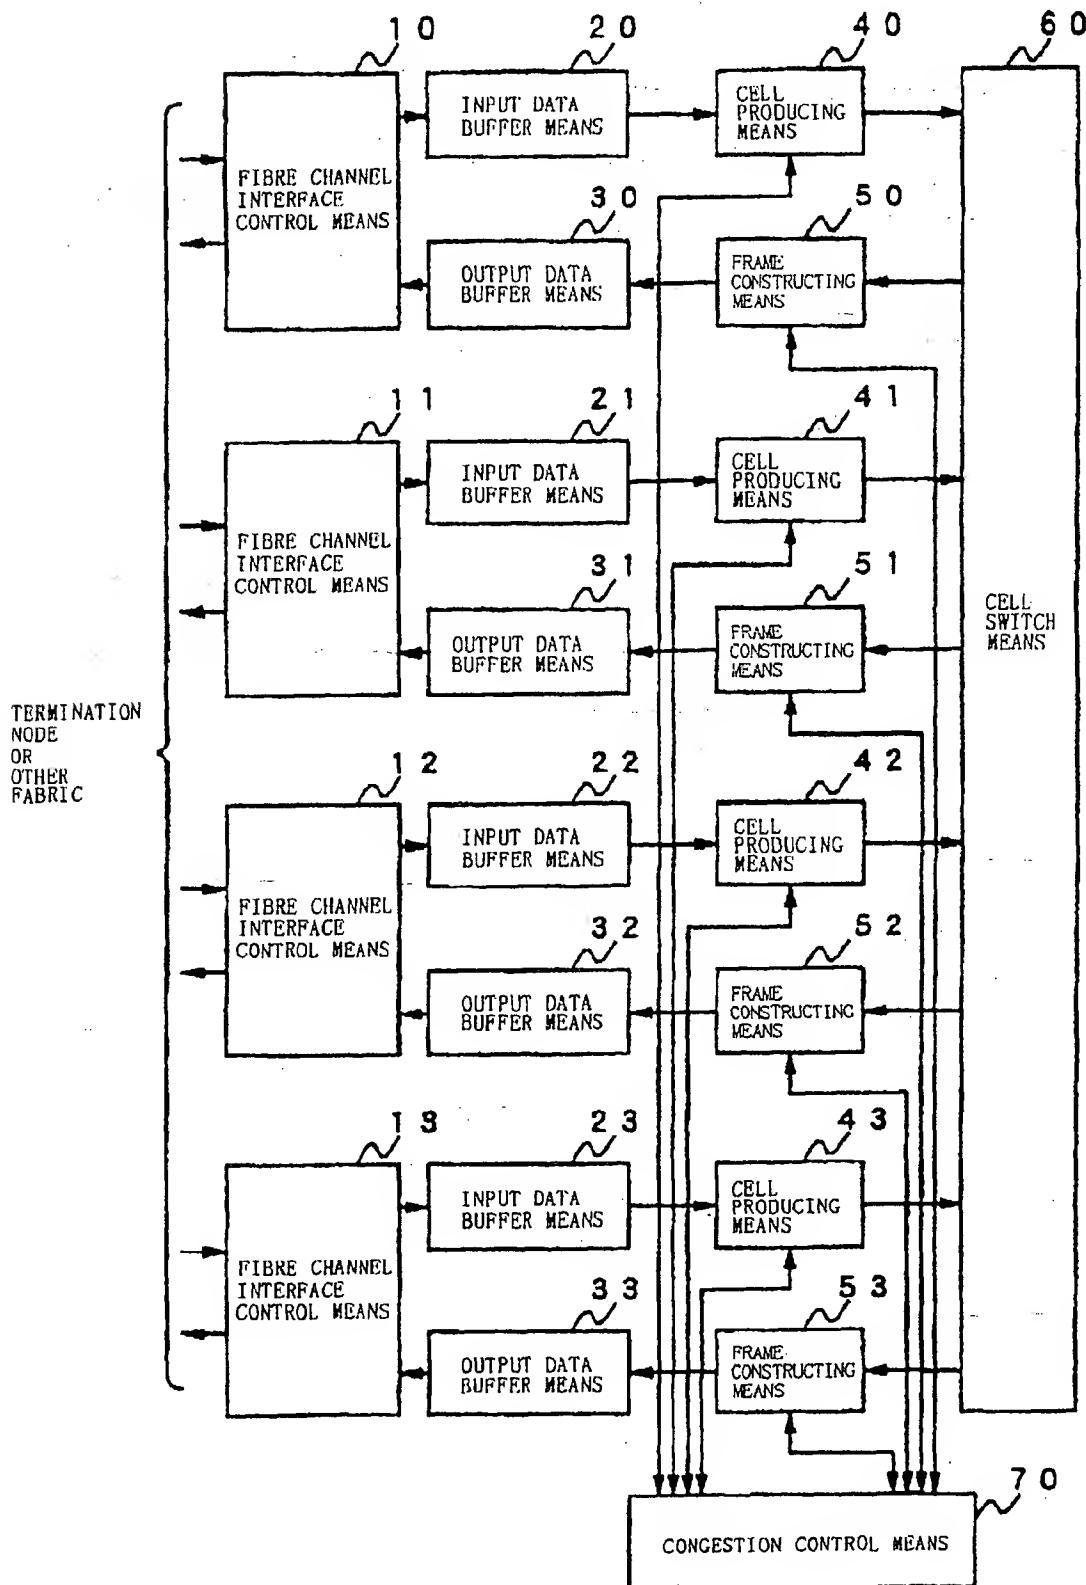 10
20
40
60
FIBRE CHANNEL
INTERFACE
CONTROL MEANS
INPUT DATA
BUFFER MEANS
CELL
PRODUCING
MEANS
30
50
OUTPUT DATA
BUFFER MEANS
FRAME
CONSTRUCTING
MEANS
11
21
41
FIBRE CHANNEL
INTERFACE
CONTROL MEANS
INPUT DATA
BUFFER MEANS
CELL
PRODUCING
MEANS
31
51
OUTPUT DATA
BUFFER MEANS
FRAME
CONSTRUCTING
MEANS
CELL
SWITCH
MEANS
TERMINATION
NODE
OR
OTHER
FABRIC
12
22
42
FIBRE CHANNEL
INTERFACE
CONTROL MEANS
INPUT DATA
BUFFER MEANS
CELL
PRODUCING
MEANS
32
52
OUTPUT DATA
BUFFER MEANS
FRAME
CONSTRUCTING
MEANS
13
23
43
FIBRE CHANNEL
INTERFACE
CONTROL MEANS
INPUT DATA
BUFFER MEANS
CELL
PRODUCING
MEANS
33
53
OUTPUT DATA
BUFFER MEANS
FRAME
CONSTRUCTING
MEANS
70
CONGESTION CONTROL MEANS